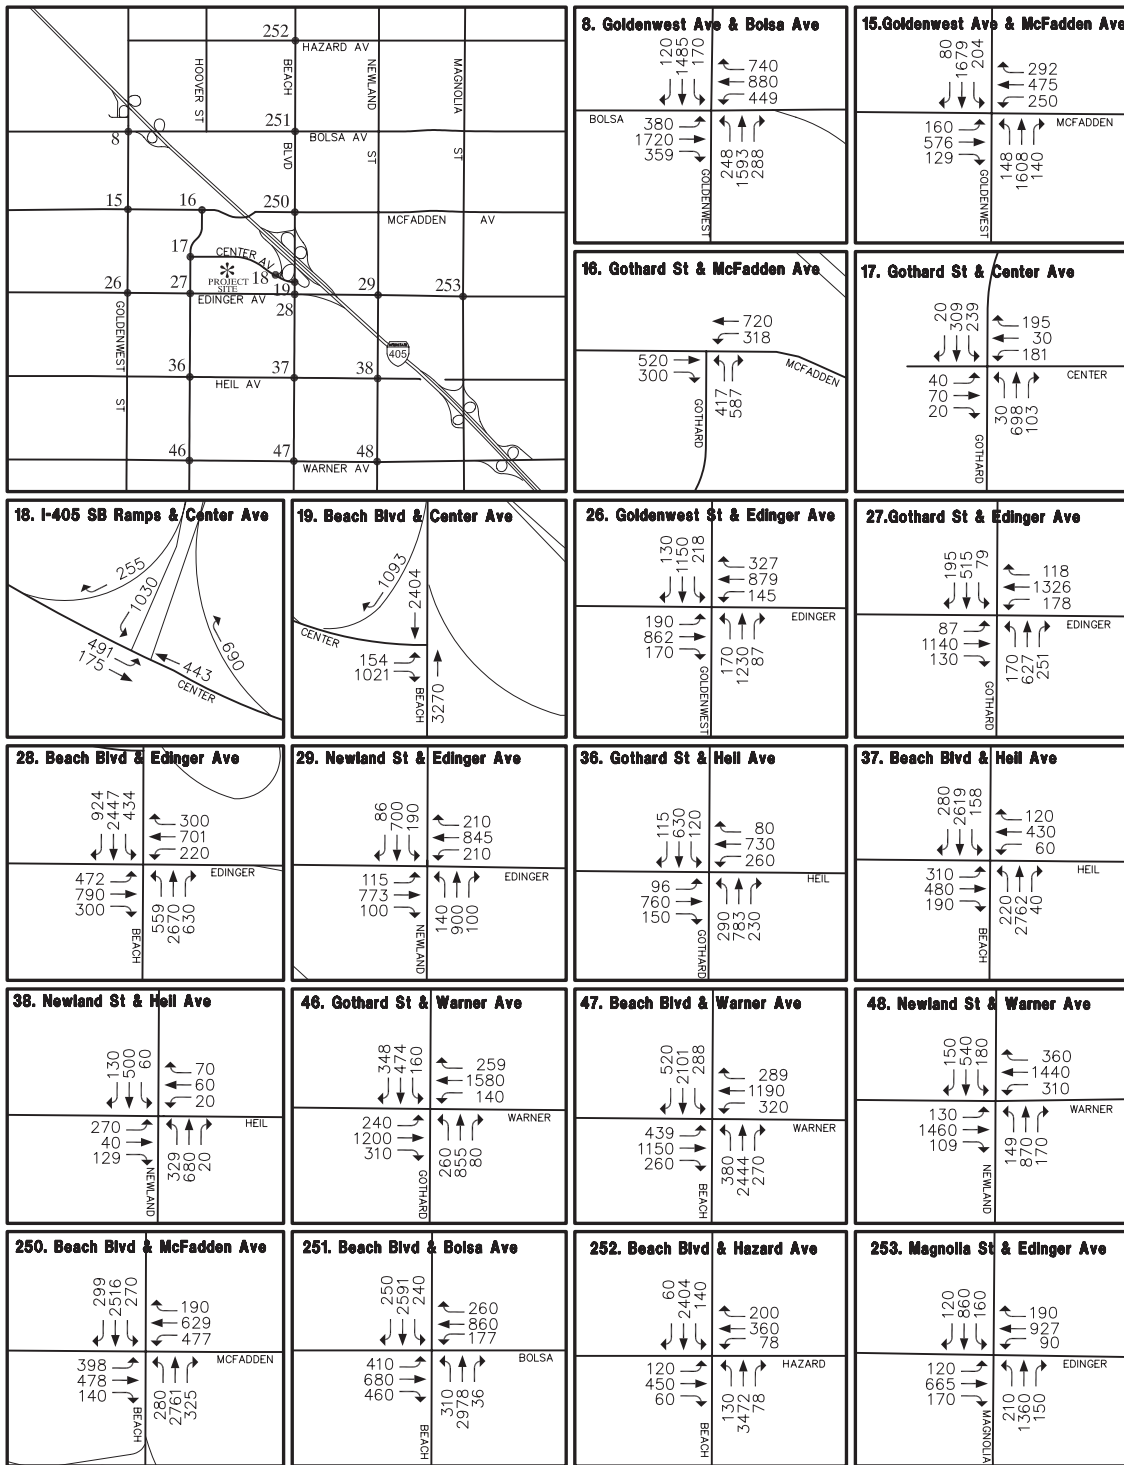 252
HAZARD AV
HOOVER ST
BEACH
NEWLAND
MAGNOLIA
8
251
BOLSA AV
BLVD
ST
ST
15
16
250
MCFADDEN AV
17
CENTER AV
18
PROJECT
SITE
26
27
19
29
253
EDINGER AV
28
GOLDENWEST
405
36
37
38
HEIL AV
ST
46
47
48
WARNER AV
8. Goldenwest Ave & Bolsa Ave
120 1485 170
740
880
449
BOLSA
380
1720
359
248 1593 288
GOLDENWEST
15.Goldenwest Ave & McFadden Ave
80 1679 204
292
475
250
MCFADDEN
160
576
129
148 1608 140
GOLDENWEST
16. Gothard St & McFadden Ave
720
318
520
300
417 587
MCFADDEN
GOTHARD
17. Gothard St & Center Ave
20 309 239
195
30
181
CENTER
40
70
20
30 698 103
GOTHARD
18. I-405 SB Ramps & Center Ave
255
1030
690
491
175
443
CENTER
19. Beach Blvd & Center Ave
1093
2404
CENTER
154
1021
3270
BEACH
26. Goldenwest St & Edinger Ave
130 1150 218
327
879
145
EDINGER
190
862
170
170 1230 87
GOLDENWEST
27.Gothard St & Edinger Ave
195 515 79
118
1326
178
EDINGER
87
1140
130
170 627 251
GOTHARD
28. Beach Blvd & Edinger Ave
924 2447 434
300
701
220
EDINGER
472
790
300
559 2670 630
BEACH
29. Newland St & Edinger Ave
86 700 190
210
845
210
EDINGER
115
773
100
140 900 100
NEWLAND
36. Gothard St & Heil Ave
115 630 120
80
730
260
HEIL
96
760
150
290 783 230
GOTHARD
37. Beach Blvd & Heil Ave
280 2619 158
120
430
60
HEIL
310
480
190
220 2762 40
BEACH
38. Newland St & Heil Ave
130 500 60
70
60
20
HEIL
270
40
129
329 680 20
NEWLAND
46. Gothard St & Warner Ave
348 474 160
259
1580
140
WARNER
240
1200
310
260 855 80
GOTHARD
47. Beach Blvd & Warner Ave
520 2161 288
289
1190
320
WARNER
439
1150
260
380 2444 270
BEACH
48. Newland St & Warner Ave
150 540 180
360
1440
310
WARNER
130
1460
109
149 870 170
NEWLAND
250. Beach Blvd & McFadden Ave
299 2516 270
190
629
477
MCFADDEN
398
478
140
280 2761 325
BEACH
251. Beach Blvd & Bolsa Ave
250 2591 240
260
860
177
BOLSA
410
680
460
310 2978 36
BEACH
252. Beach Blvd & Hazard Ave
60 2404 140
200
360
78
HAZARD
120
450
60
130 3472 78
BEACH
253. Magnolia St & Edinger Ave
120 860 160
190
927
90
EDINGER
120
665
170
210 1360 150
MAGNOLIA